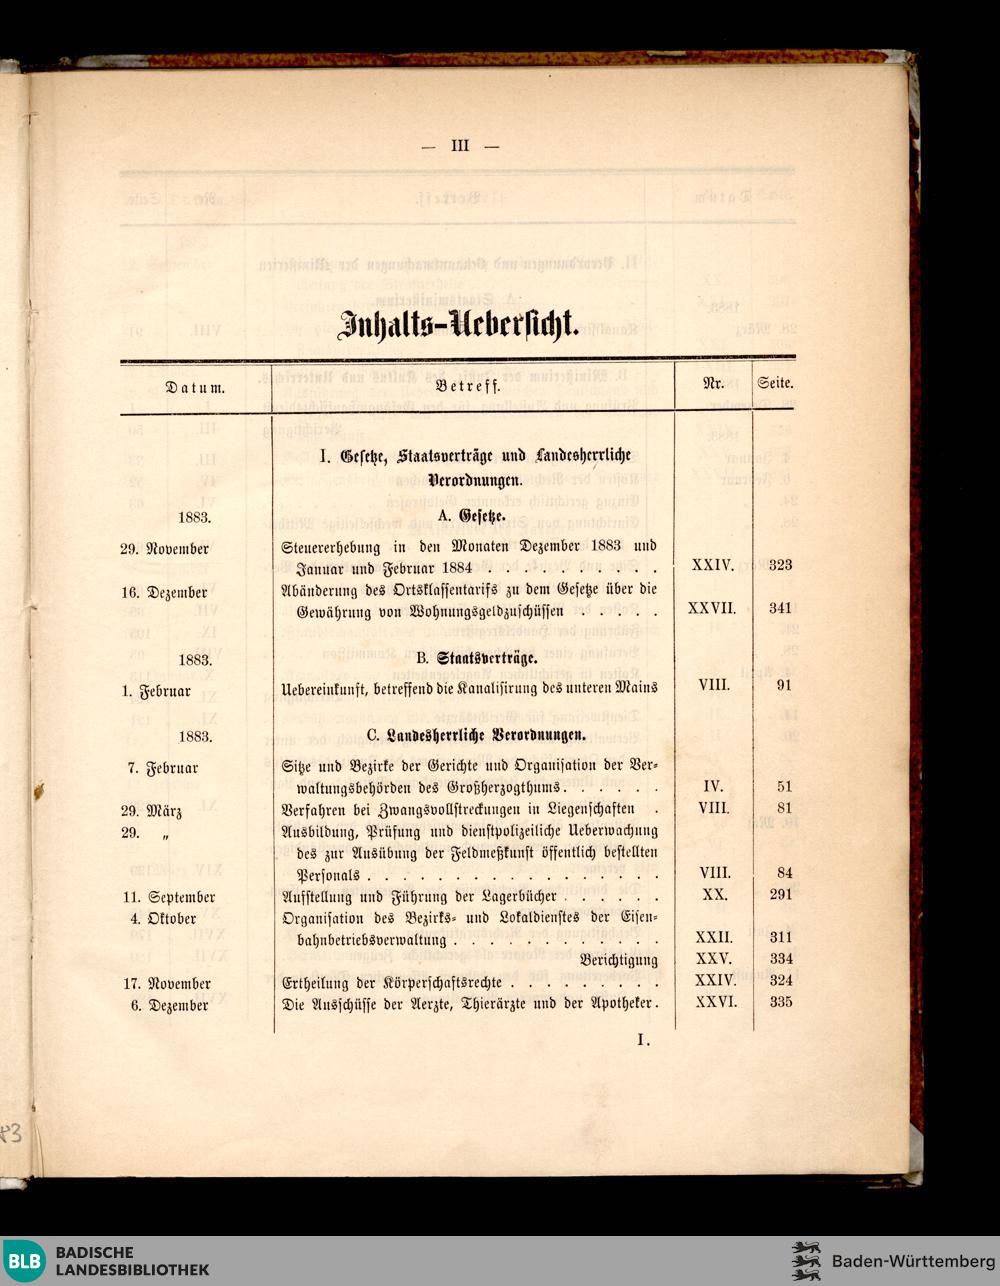 — III —
Inhalts-Uebersicht.
Datum. Betreff. Nr. Seite.
I. Gesetze, Staatsverträge und Landesherrliche
Verordnungen.
1883. A. Gesetze.
29. November Steuererhebung in den Monaten Dezember 1883 und
Januar und Februar 1884 . . . . . . . . . XXIV. 323
16. Dezember Abänderung des Ortsklassentarifs zu dem Gesetze über die
Gewährung von Wohnungsgeldzuschüssen . . . . . XXVII. 341
1883. B. Staatsverträge.
1. Februar Uebereinkunft, betreffend die Kanalisirung des unteren Mains VIII. 91
1883. C. Landesherrliche Verordnungen.
7. Februar Sitze und Bezirke der Gerichte und Organisation der Ver-
waltungsbehörden des Großherzogthums . . . . . IV. 51
29. März Verfahren bei Zwangsvollstreckungen in Liegenschaften . VIII. 81
29. „ Ausbildung, Prüfung und dienstpolizeiliche Ueberwachung
des zur Ausübung der Feldmeßkunst öffentlich bestellten
Personals . . . . . . . . . . . . . . . VIII. 84
11. September Aufstellung und Führung der Lagerbücher . . . . . XX. 291
4. Oktober Organisation des Bezirks- und Lokaldienstes der Eisen-
bahnbetriebsverwaltung . . . . . . . . . . . XXII. 311
Berichtigung XXV. 334
17. November Ertheilung der Körperschaftsrechte . . . . . . . . XXIV. 324
6. Dezember Die Ausschüsse der Aerzte, Thierärzte und der Apotheker . XXVI. 335
I.
BLB BADISCHE
LANDESBIBLIOTHEK
Baden-Württemberg